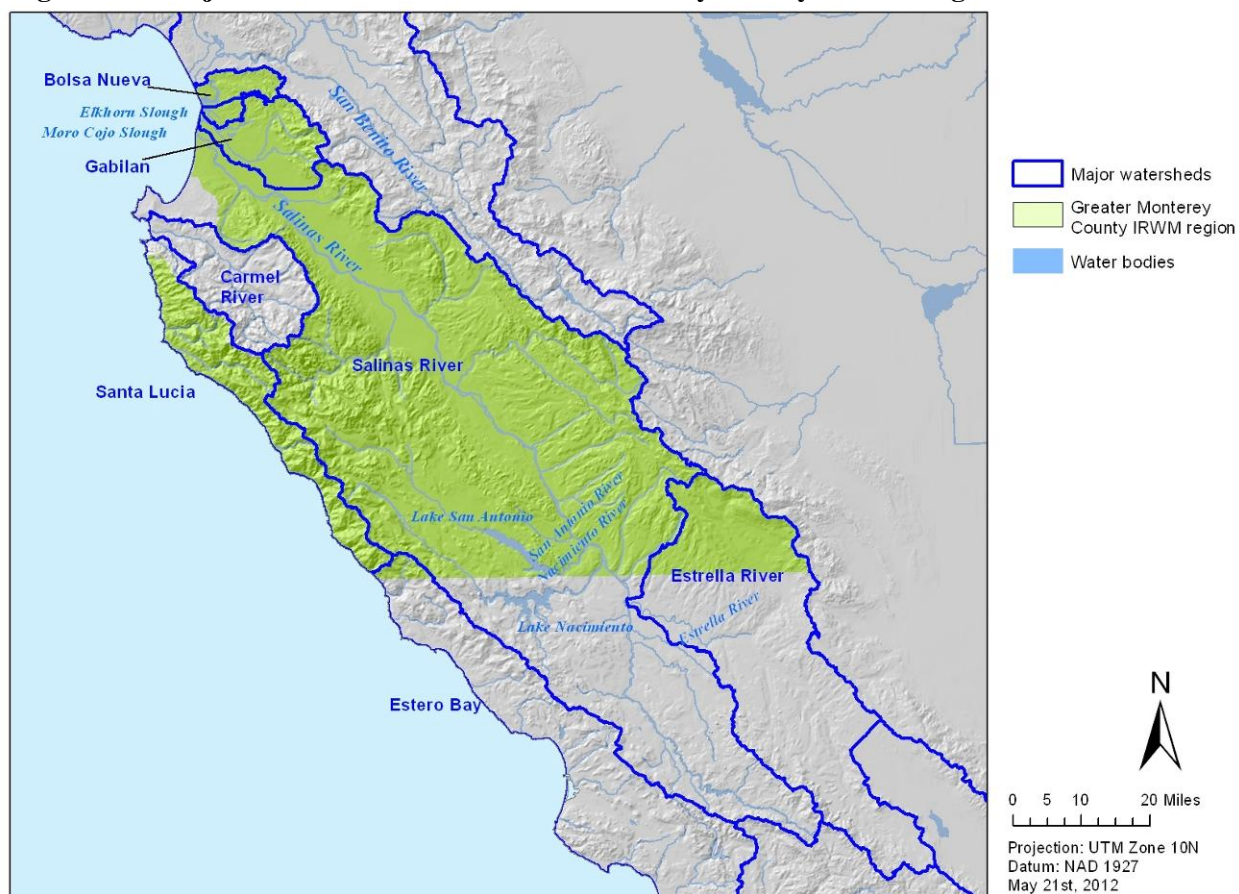 Bolsa Nueva
Elkhorn Slough
Moro Cojo Slough
Gabilan
San Benito River
Salinas River
Carmel
River
Salinas River
Santa Lucia
Lake San Antonio
San Antonio River
Nacimiento River
Estrella River
Lake Nacimiento
Estrella River
Estero Bay
Major watersheds
Greater Monterey
County IRWM region
Water bodies
N
0 5 10 20 Miles
Projection: UTM Zone 10N
Datum: NAD 1927
May 21st, 2012